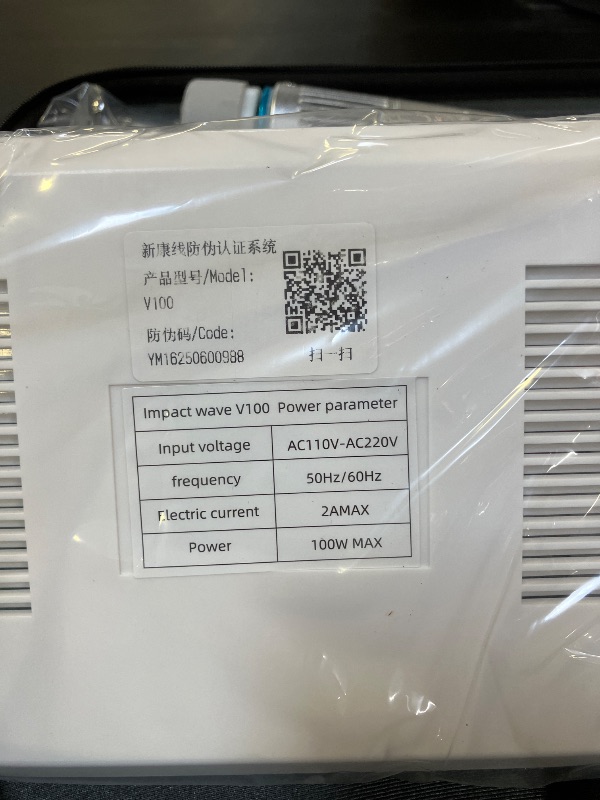 新康线防伪认证系统
产品型号/Model:
V100
防伪码/Code:
YM16250600988
扫一扫
Impact wave V100 Power parameter
Input voltage AC110V-AC220V
frequency 50Hz/60Hz
Electric current 2AMAX
Power 100W MAX